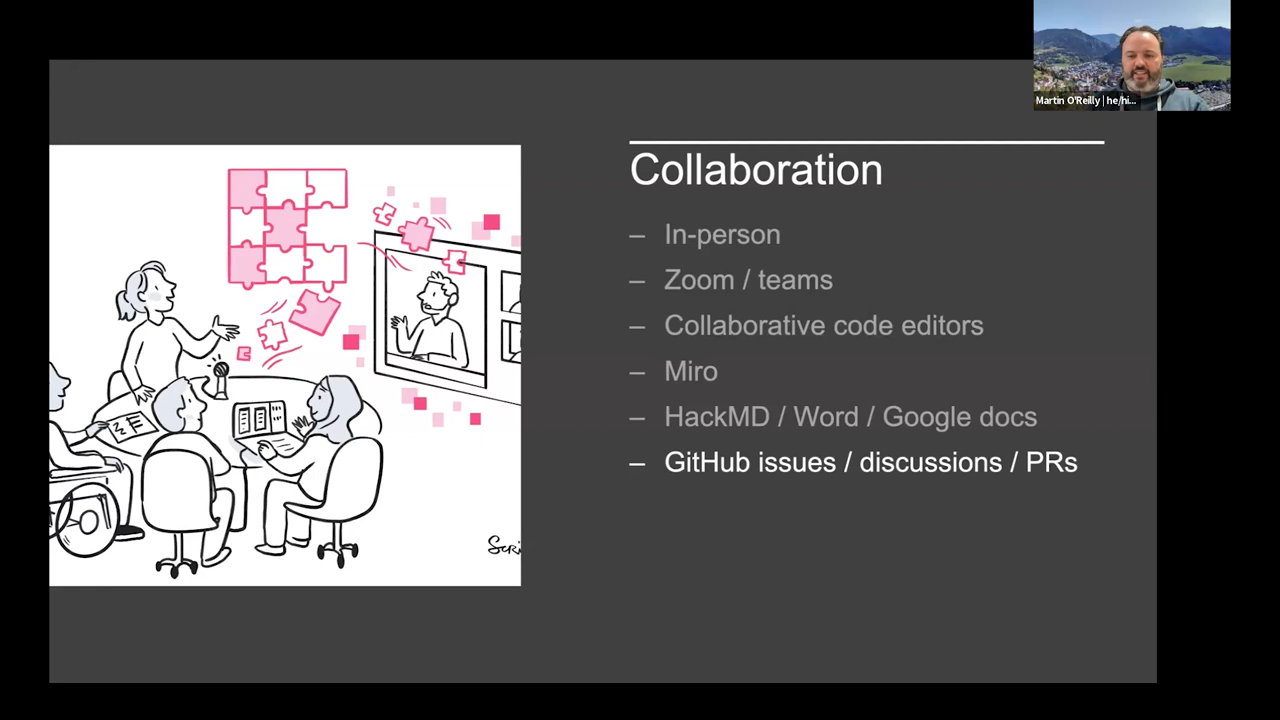 Martin O'Reilly | he/hi...
Collaboration
– In-person
– Zoom / teams
– Collaborative code editors
– Miro
– HackMD / Word / Google docs
– GitHub issues / discussions / PRs
Scri